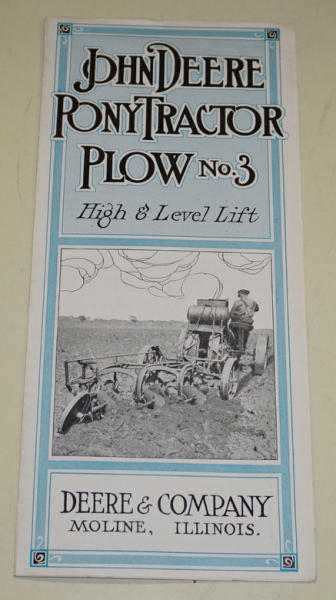 JOHN DEERE
PONY TRACTOR
PLOW No. 3
High & Level Lift
DEERE & COMPANY
MOLINE, ILLINOIS.